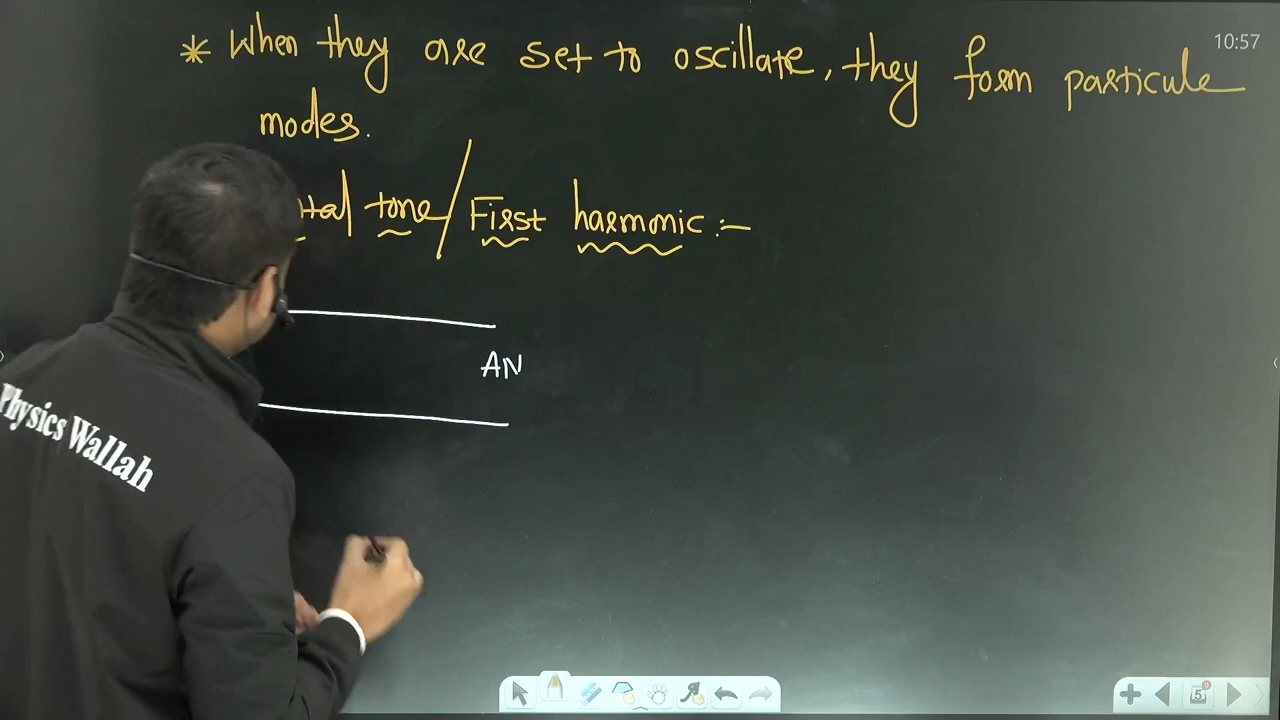 * When they are set to oscillate, they form particule
modes.
tal tone/First harmonic :-
AN
Physics Wallah
10:57
5